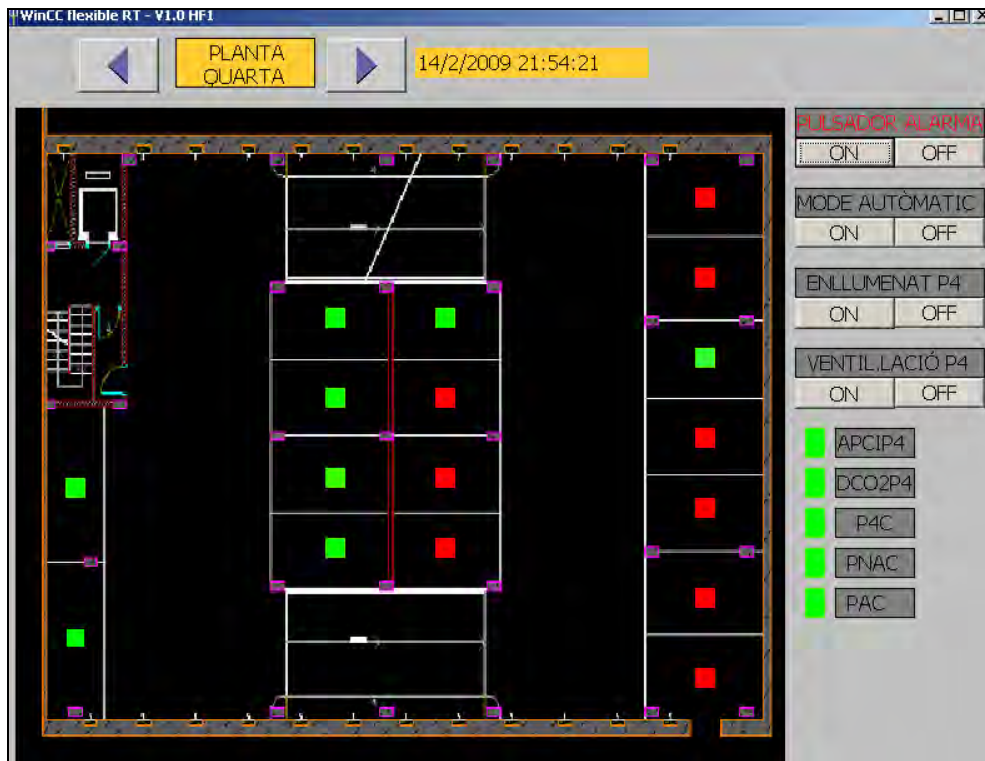 WinCC flexible RT - V1.0 HF1
PLANTA
QUARTA
14/2/2009 21:54:21
PULSADOR ALARMA
ON OFF
MODE AUTÒMATIC
ON OFF
ENLLUMENAT P4
ON OFF
VENTIL.LACIÓ P4
ON OFF
APCIP4
DCO2P4
P4C
PNAC
PAC